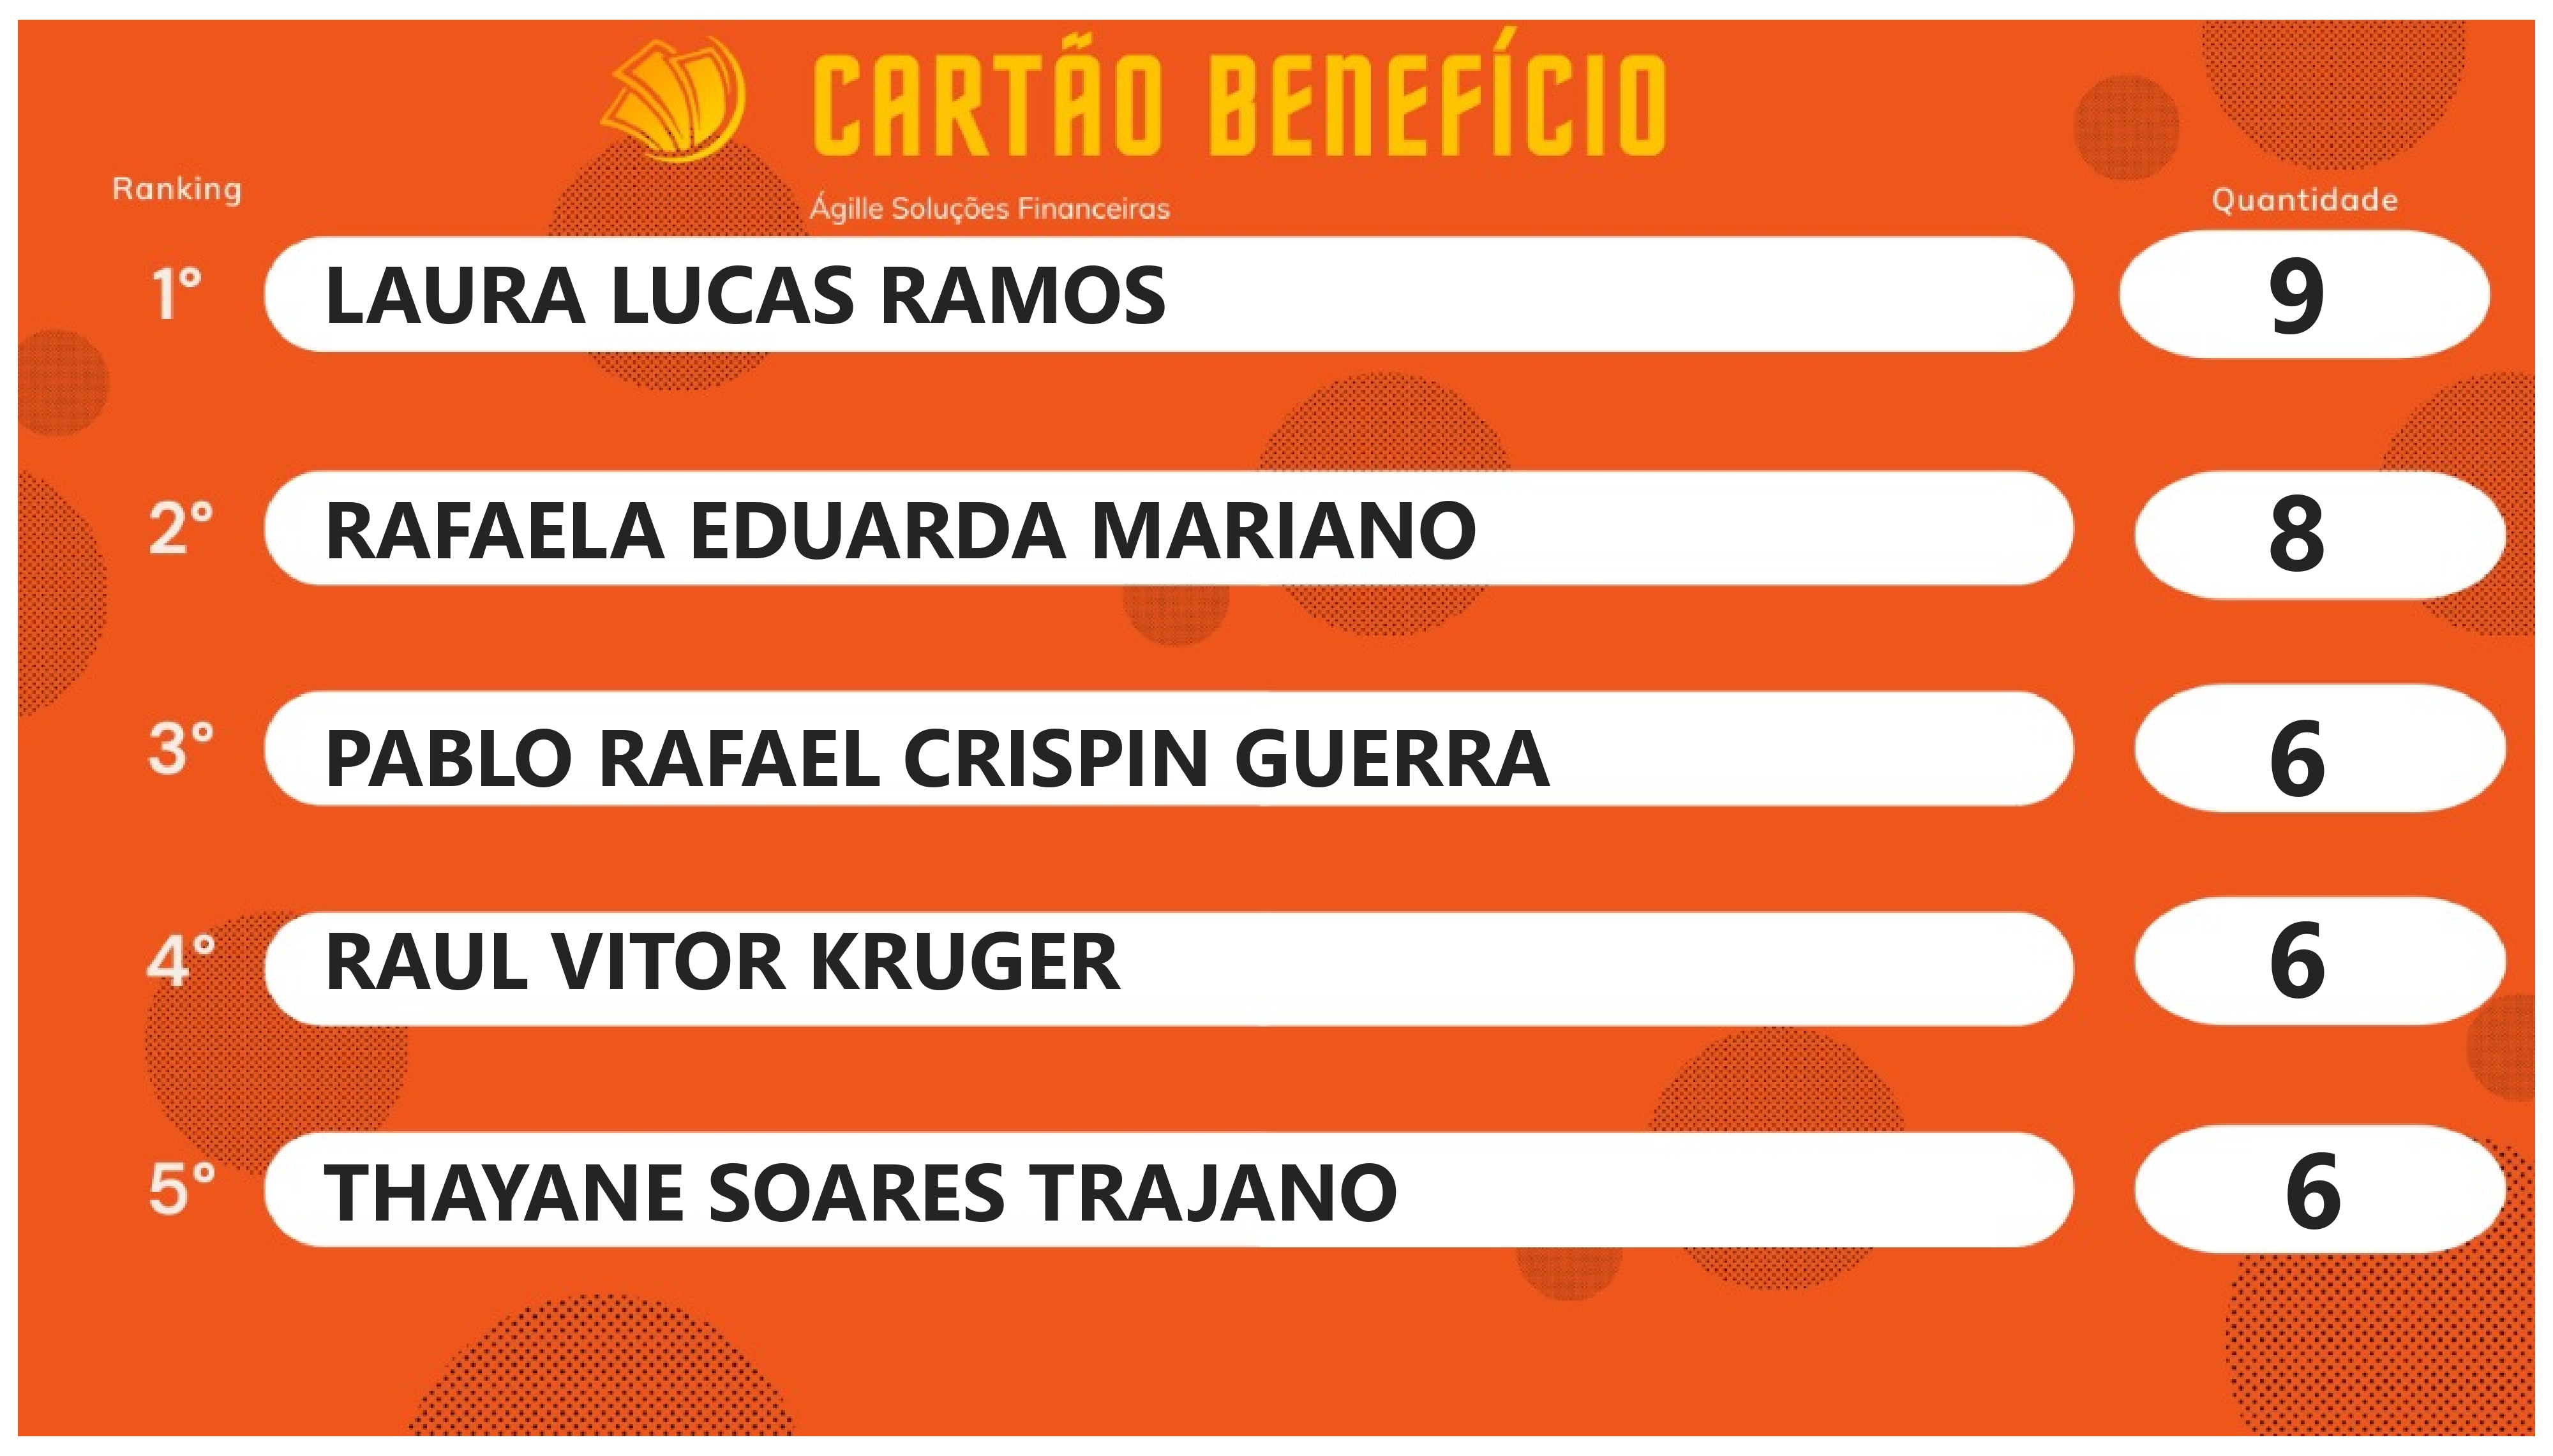 CARTÃO BENEFÍCIO
Ranking
Ágille Soluções Financeiras
Quantidade
1° LAURA LUCAS RAMOS 9
2° RAFAELA EDUARDA MARIANO 8
3° PABLO RAFAEL CRISPIN GUERRA 6
4° RAUL VITOR KRUGER 6
5° THAYANE SOARES TRAJANO 6